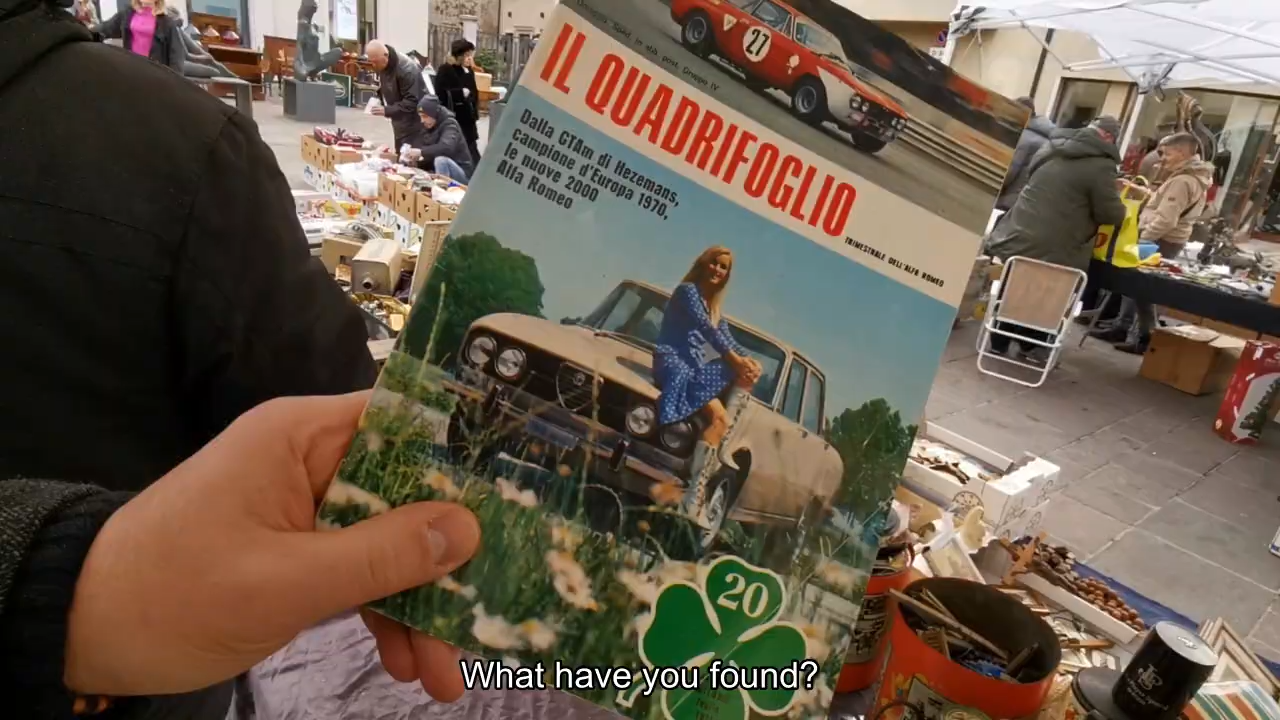 27
IL QUADRIFOGLIO
TRIMESTRALE DELL'ALFA ROMEO
Dalla GTAm di Hezemans,
campione d'Europa 1970,
le nuove 2000
Alfa Romeo
20
What have you found?